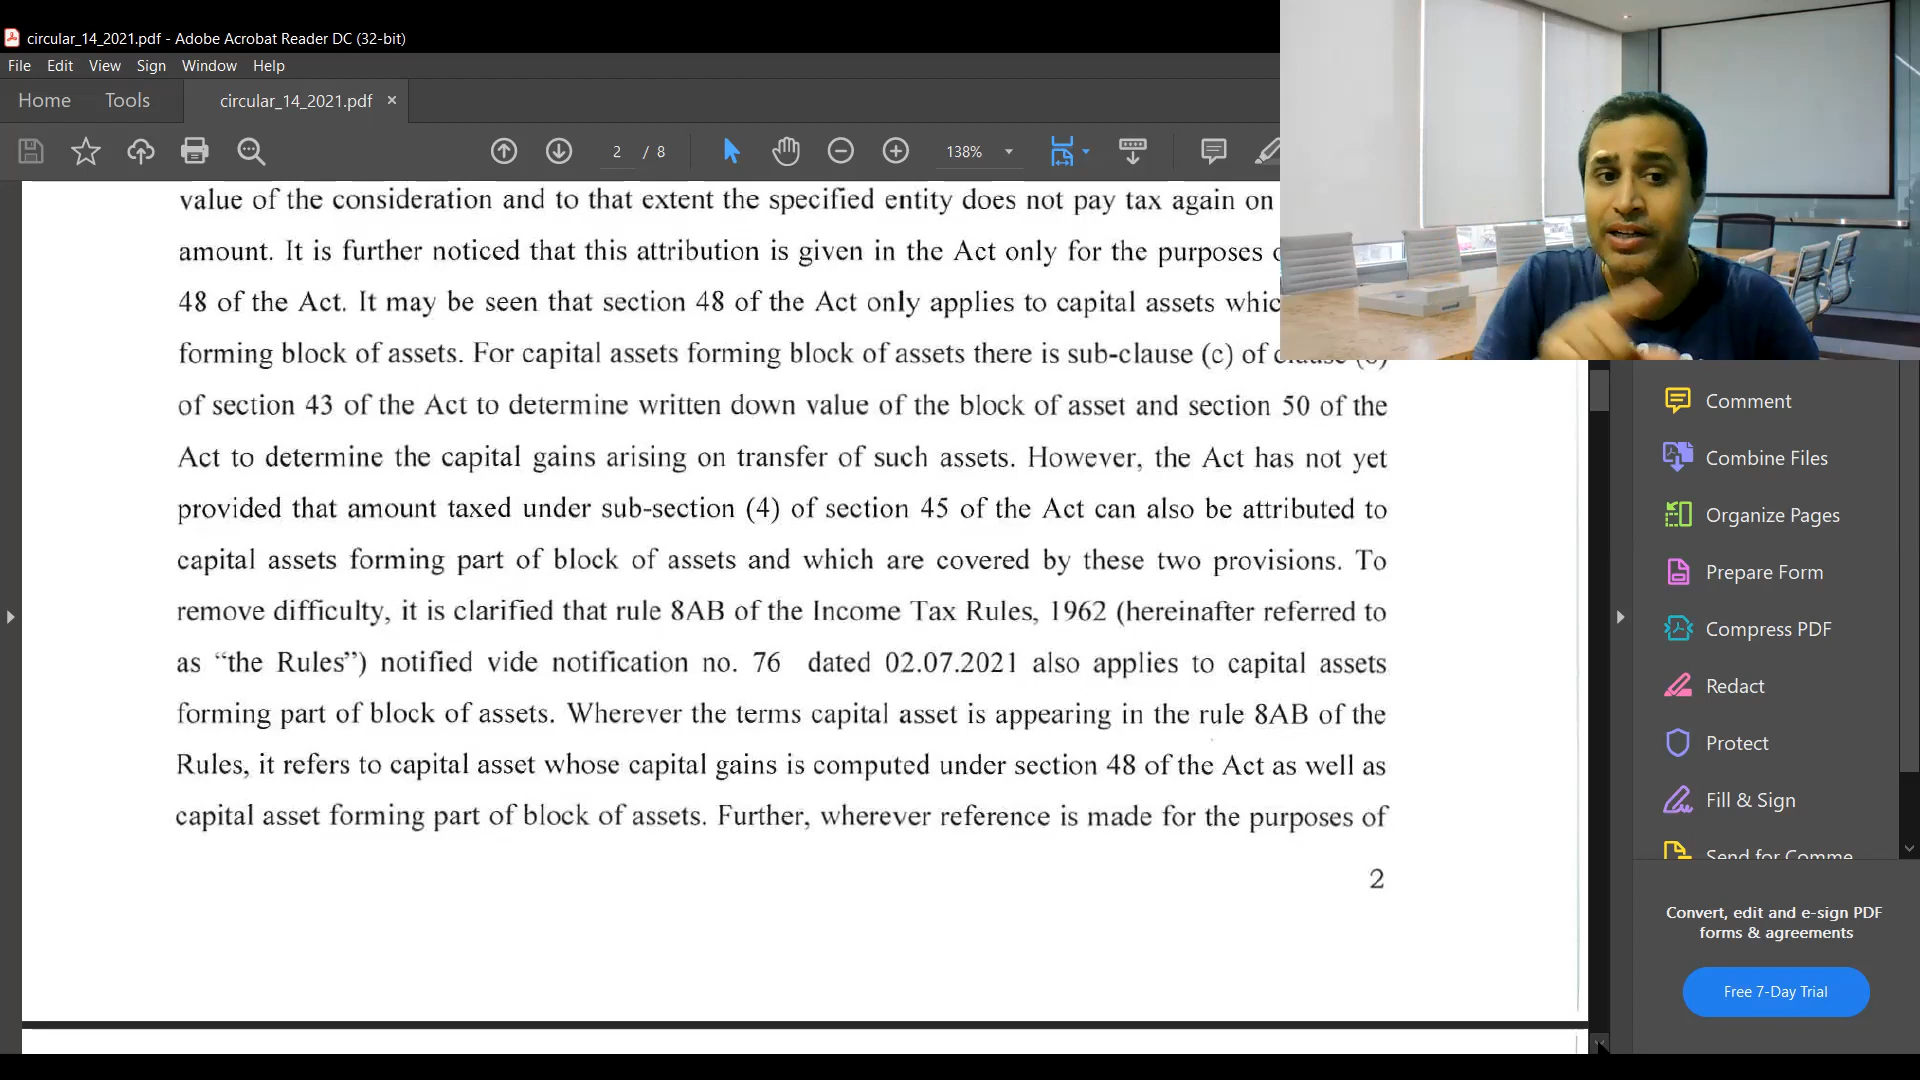 circular_14_2021.pdf - Adobe Acrobat Reader DC (32-bit)
File Edit View Sign Window Help
Home Tools circular_14_2021.pdf ×
2 / 8 138%
value of the consideration and to that extent the specified entity does not pay tax again on
amount. It is further noticed that this attribution is given in the Act only for the purposes
48 of the Act. It may be seen that section 48 of the Act only applies to capital assets
forming block of assets. For capital assets forming block of assets there is sub-clause (c) of
of section 43 of the Act to determine written down value of the block of asset and section 50 of the
Act to determine the capital gains arising on transfer of such assets. However, the Act has not yet
provided that amount taxed under sub-section (4) of section 45 of the Act can also be attributed to
capital assets forming part of block of assets and which are covered by these two provisions. To
remove difficulty, it is clarified that rule 8AB of the Income Tax Rules, 1962 (hereinafter referred to
as “the Rules”) notified vide notification no. 76 dated 02.07.2021 also applies to capital assets
forming part of block of assets. Wherever the terms capital asset is appearing in the rule 8AB of the
Rules, it refers to capital asset whose capital gains is computed under section 48 of the Act as well as
capital asset forming part of block of assets. Further, wherever reference is made for the purposes of
2
Comment
Combine Files
Organize Pages
Prepare Form
Compress PDF
Redact
Protect
Fill & Sign
Send for Comme
Convert, edit and e-sign PDF
forms & agreements
Free 7-Day Trial